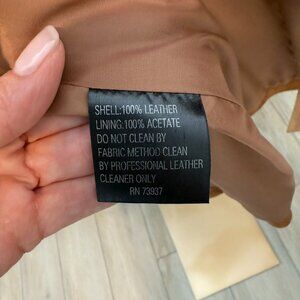 SHELL:100% LEATHER
LINING:100% ACETATE
DO NOT CLEAN BY
FABRIC METHOD CLEAN
BY PROFESSIONAL LEATHER
CLEANER ONLY
RN 73937